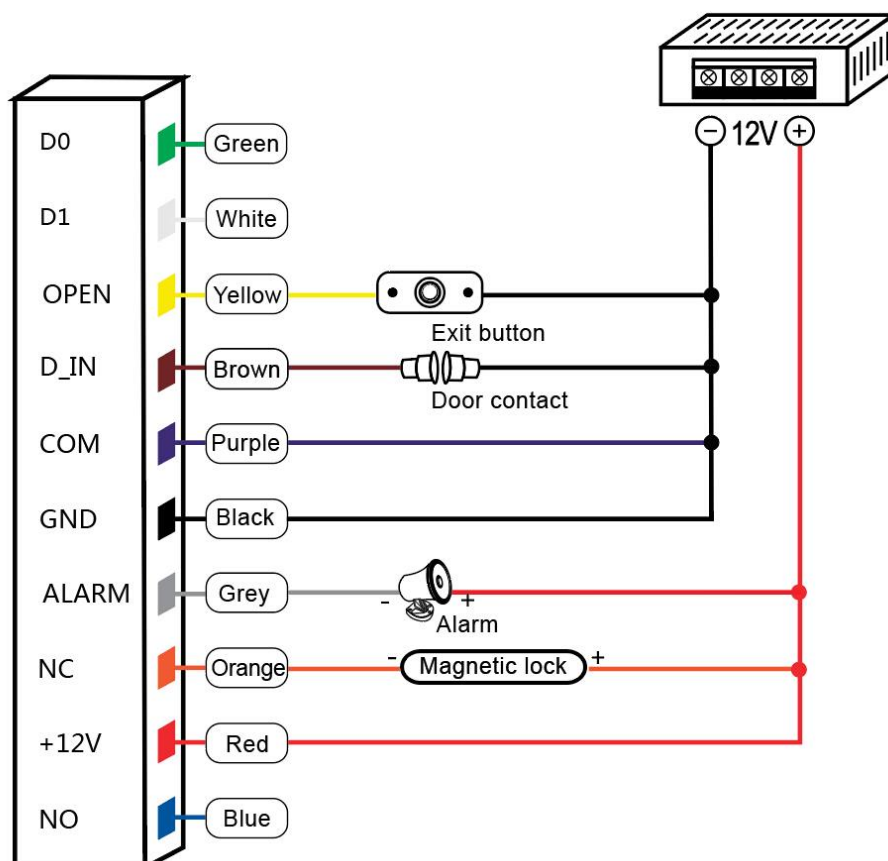 − 12V +
D0 Green
D1 White
OPEN Yellow
Exit button
D_IN Brown
Door contact
COM Purple
GND Black
ALARM Grey - +
Alarm
NC Orange - Magnetic lock +
+12V Red
NO Blue